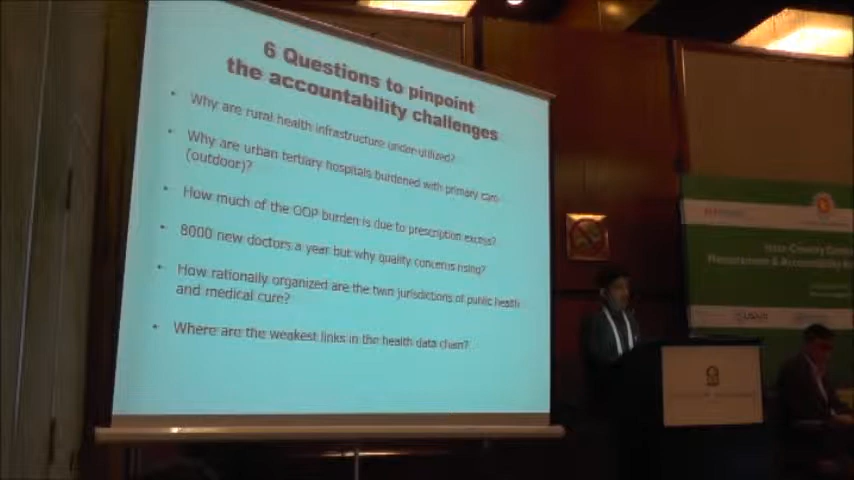 6 Questions to pinpoint
the accountability challenges
• Why are rural health infrastructure under-utilized?
• Why are urban tertiary hospitals burdened with primary care
(outdoor)?
• How much of the OOP burden is due to prescription excess?
• 8000 new doctors a year but why quality concerns rising?
• How rationally organized are the twin jurisdictions of public health
and medical cure?
• Where are the weakest links in the health data chain?
USAID